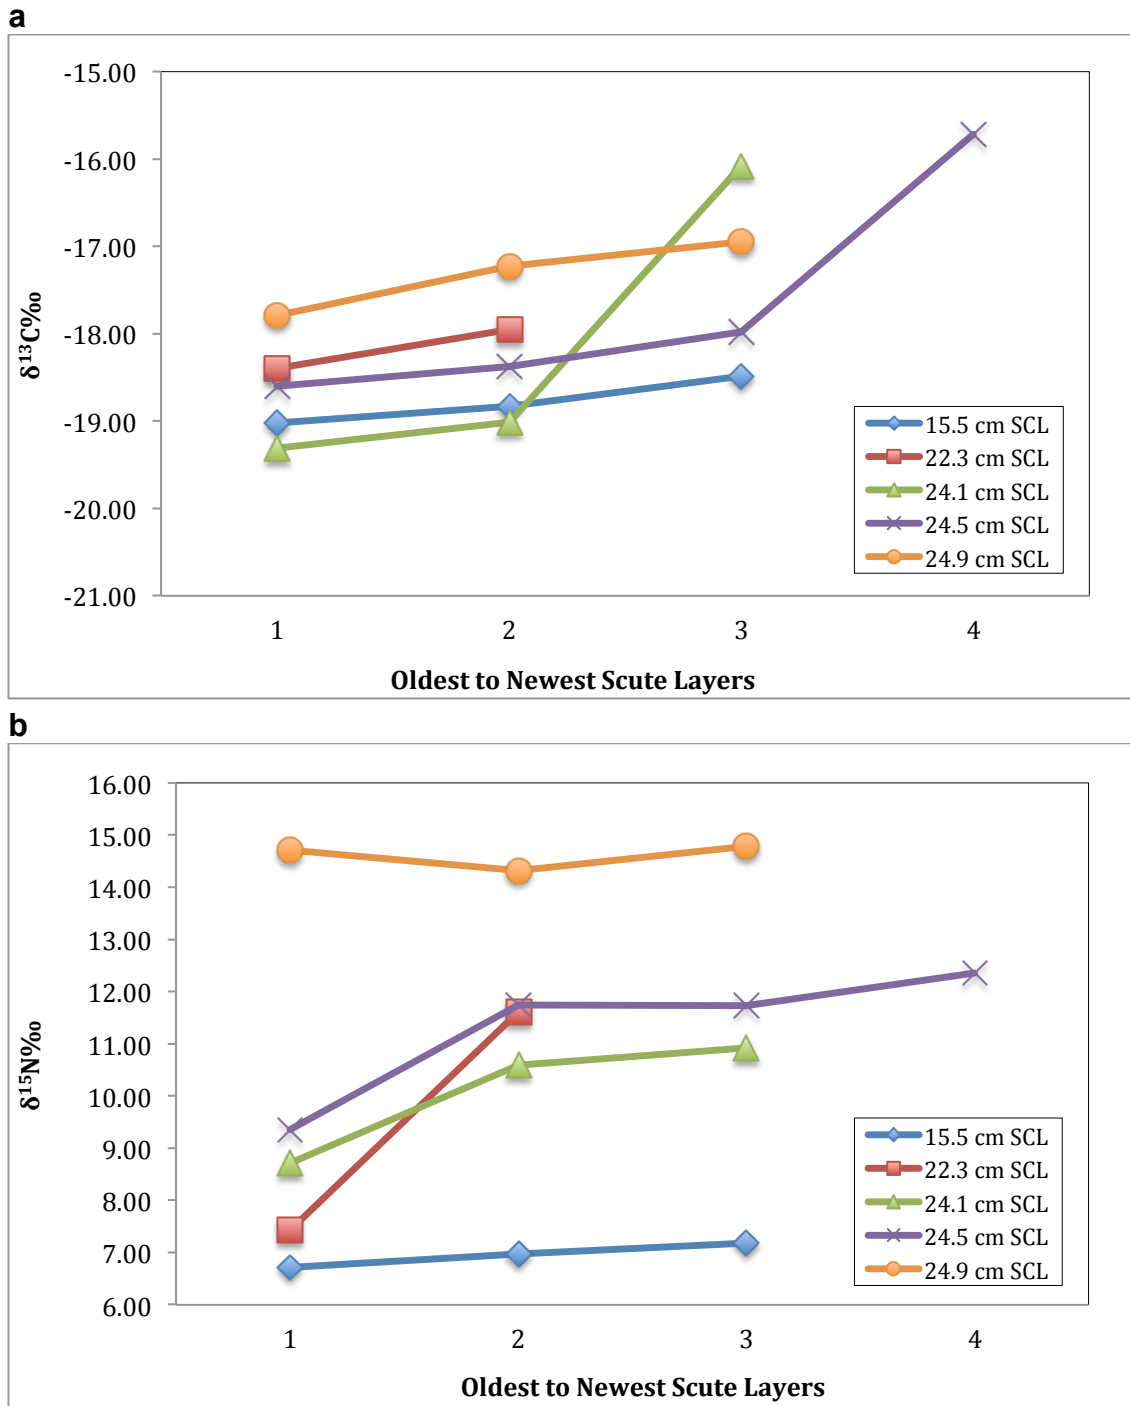 a
-15.00
-16.00
-17.00
-18.00
-19.00
-20.00
-21.00
δ¹³C‰
1 2 3 4
Oldest to Newest Scute Layers
15.5 cm SCL
22.3 cm SCL
24.1 cm SCL
24.5 cm SCL
24.9 cm SCL
b
16.00
15.00
14.00
13.00
12.00
11.00
10.00
9.00
8.00
7.00
6.00
δ¹⁵N‰
1 2 3 4
Oldest to Newest Scute Layers
15.5 cm SCL
22.3 cm SCL
24.1 cm SCL
24.5 cm SCL
24.9 cm SCL